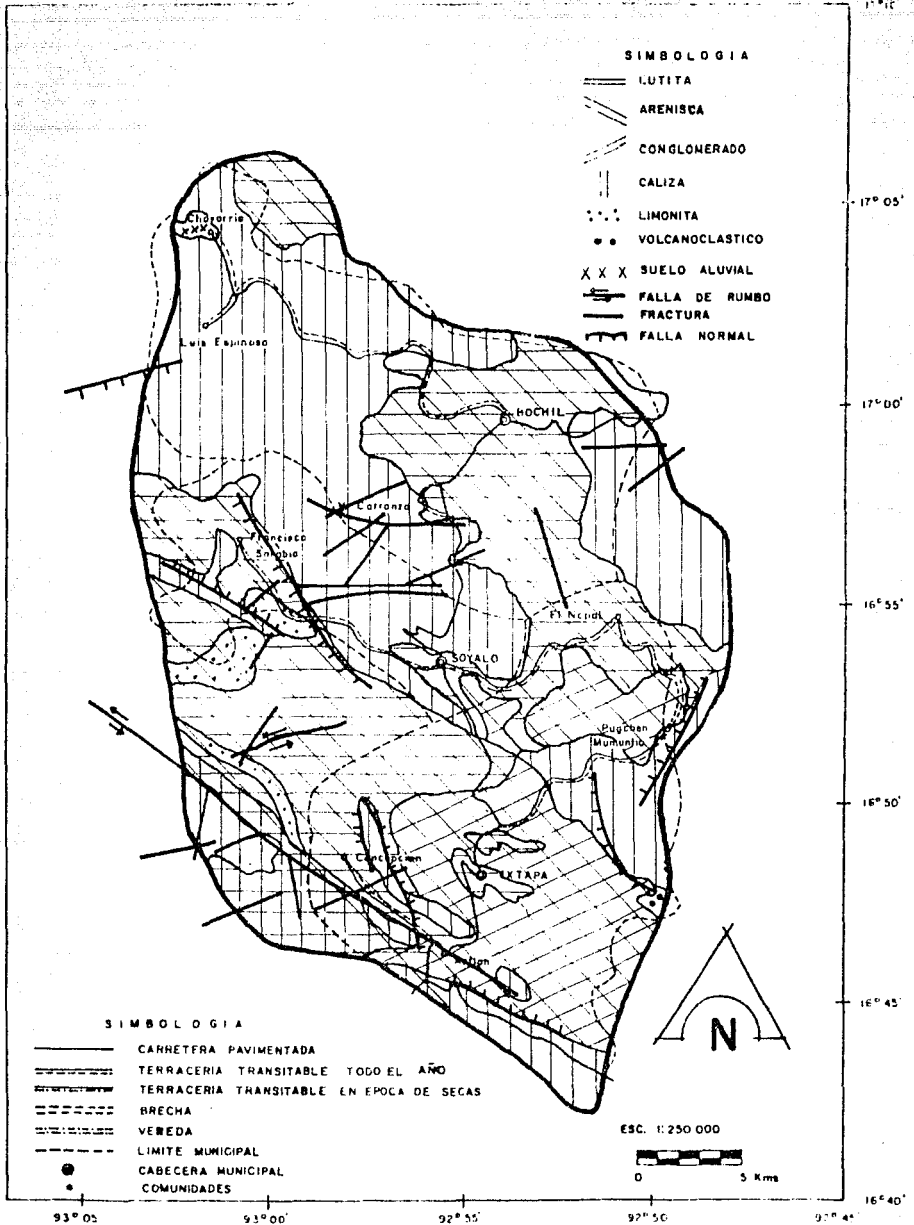 SIMBOLOGIA
LUTITA
ARENISCA
CONGLOMERADO
CALIZA
LIMONITA
VOLCANOCLASTICO
SUELO ALUVIAL
FALLA DE RUMBO
FRACTURA
FALLA NORMAL
17°05'
Luis Espinosa
17°00'
BOCHIL
Carranza
Francisco
Sarabia
16°55'
El Nopal
SOYALO
Mumuntic
16°50'
Concepcion
IXTAPA
16°45'
N
SIMBOLOGIA
CARRETERA PAVIMENTADA
TERRACERIA TRANSITABLE TODO EL AÑO
TERRACERIA TRANSITABLE EN EPOCA DE SECAS
BRECHA
VEREDA
LIMITE MUNICIPAL
CABECERA MUNICIPAL
COMUNIDADES
ESC. 1:250 000
0 5 Kms
16°40'
93°05' 93°00' 92°55' 92°50'